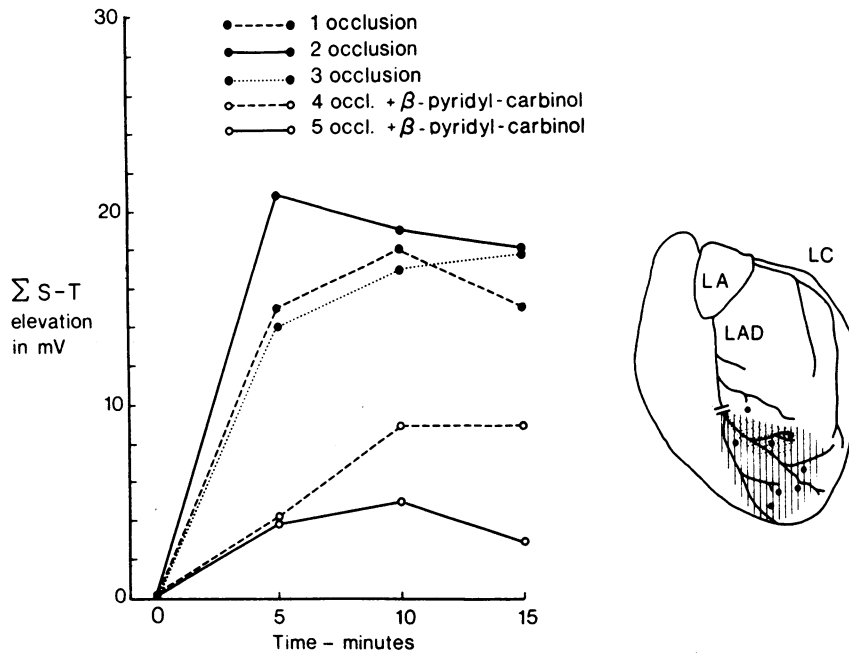 30
20
10
0
∑ S-T
elevation
in mV
1 occlusion
2 occlusion
3 occlusion
4 occl. + β-pyridyl-carbinol
5 occl. + β-pyridyl-carbinol
0 5 10 15
Time – minutes
LA
LC
LAD